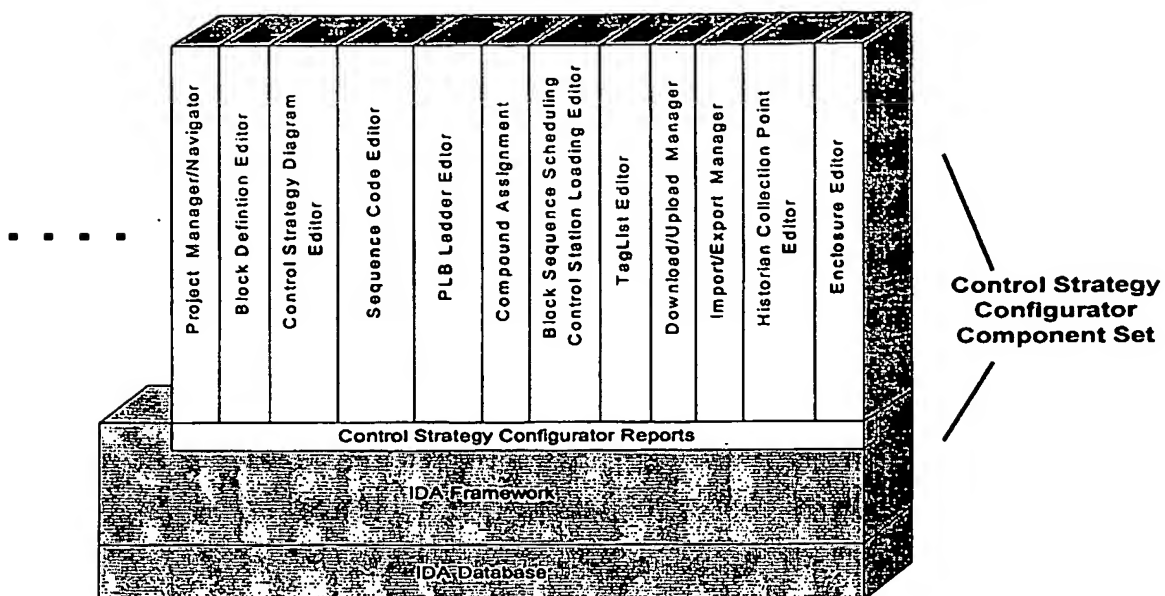 Project Manager/Navigator
Block Defintion Editor
Control Strategy Diagram
Editor
Sequence Code Editor
PLB Ladder Edtor
Compound Assignment
Block Sequence Scheduling
Control Station Loading Editor
TagList Editor
Download/Upload Manager
Import/Export Manager
Historian Collection Point
Editor
Enclosure Editor
Control Strategy
Configurator
Component Set
Control Strategy Configurator Reports
IDA Framework
IDA Database